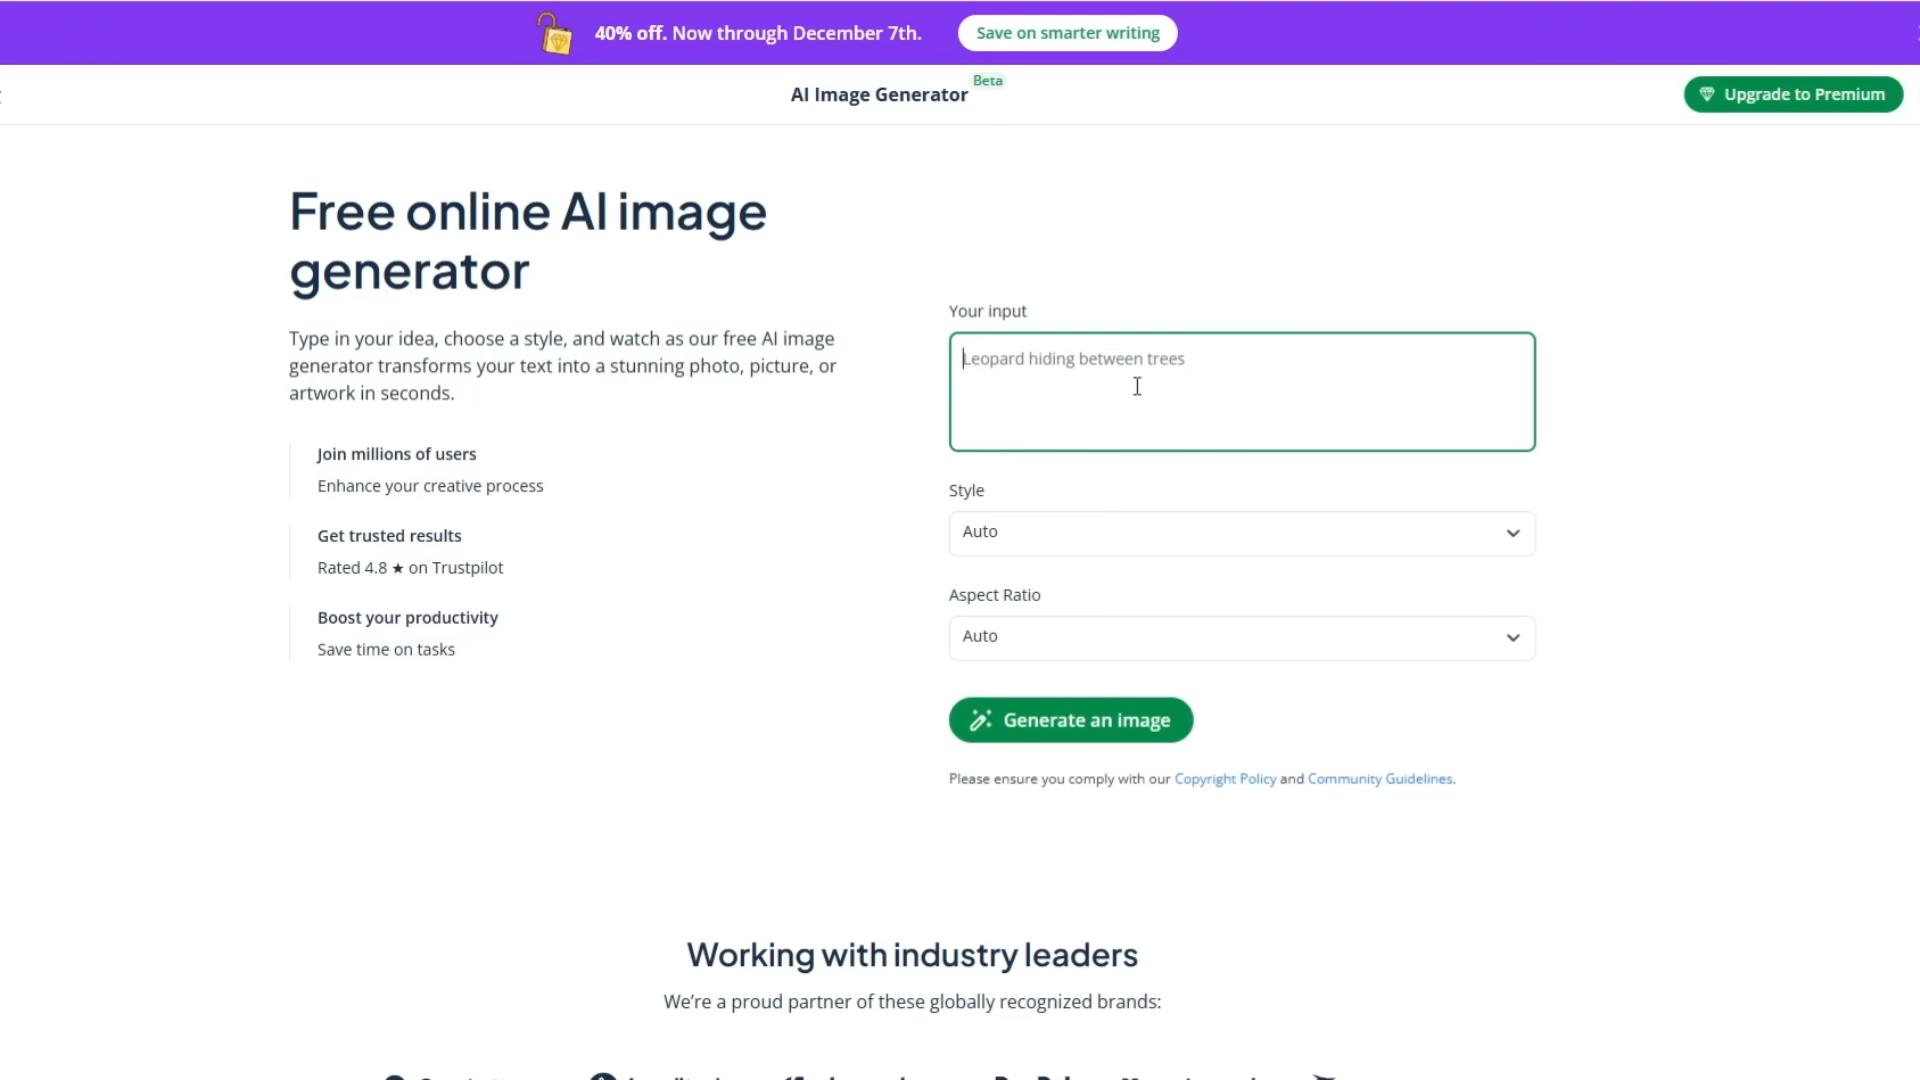 40% off. Now through December 7th.
Save on smarter writing
AI Image Generator
Beta
Upgrade to Premium
Free online AI image
generator
Type in your idea, choose a style, and watch as our free AI image
generator transforms your text into a stunning photo, picture, or
artwork in seconds.
Join millions of users
Enhance your creative process
Get trusted results
Rated 4.8 ★ on Trustpilot
Boost your productivity
Save time on tasks
Your input
Leopard hiding between trees
Style
Auto
Aspect Ratio
Auto
Generate an image
Please ensure you comply with our Copyright Policy and Community Guidelines.
Working with industry leaders
We're a proud partner of these globally recognized brands: